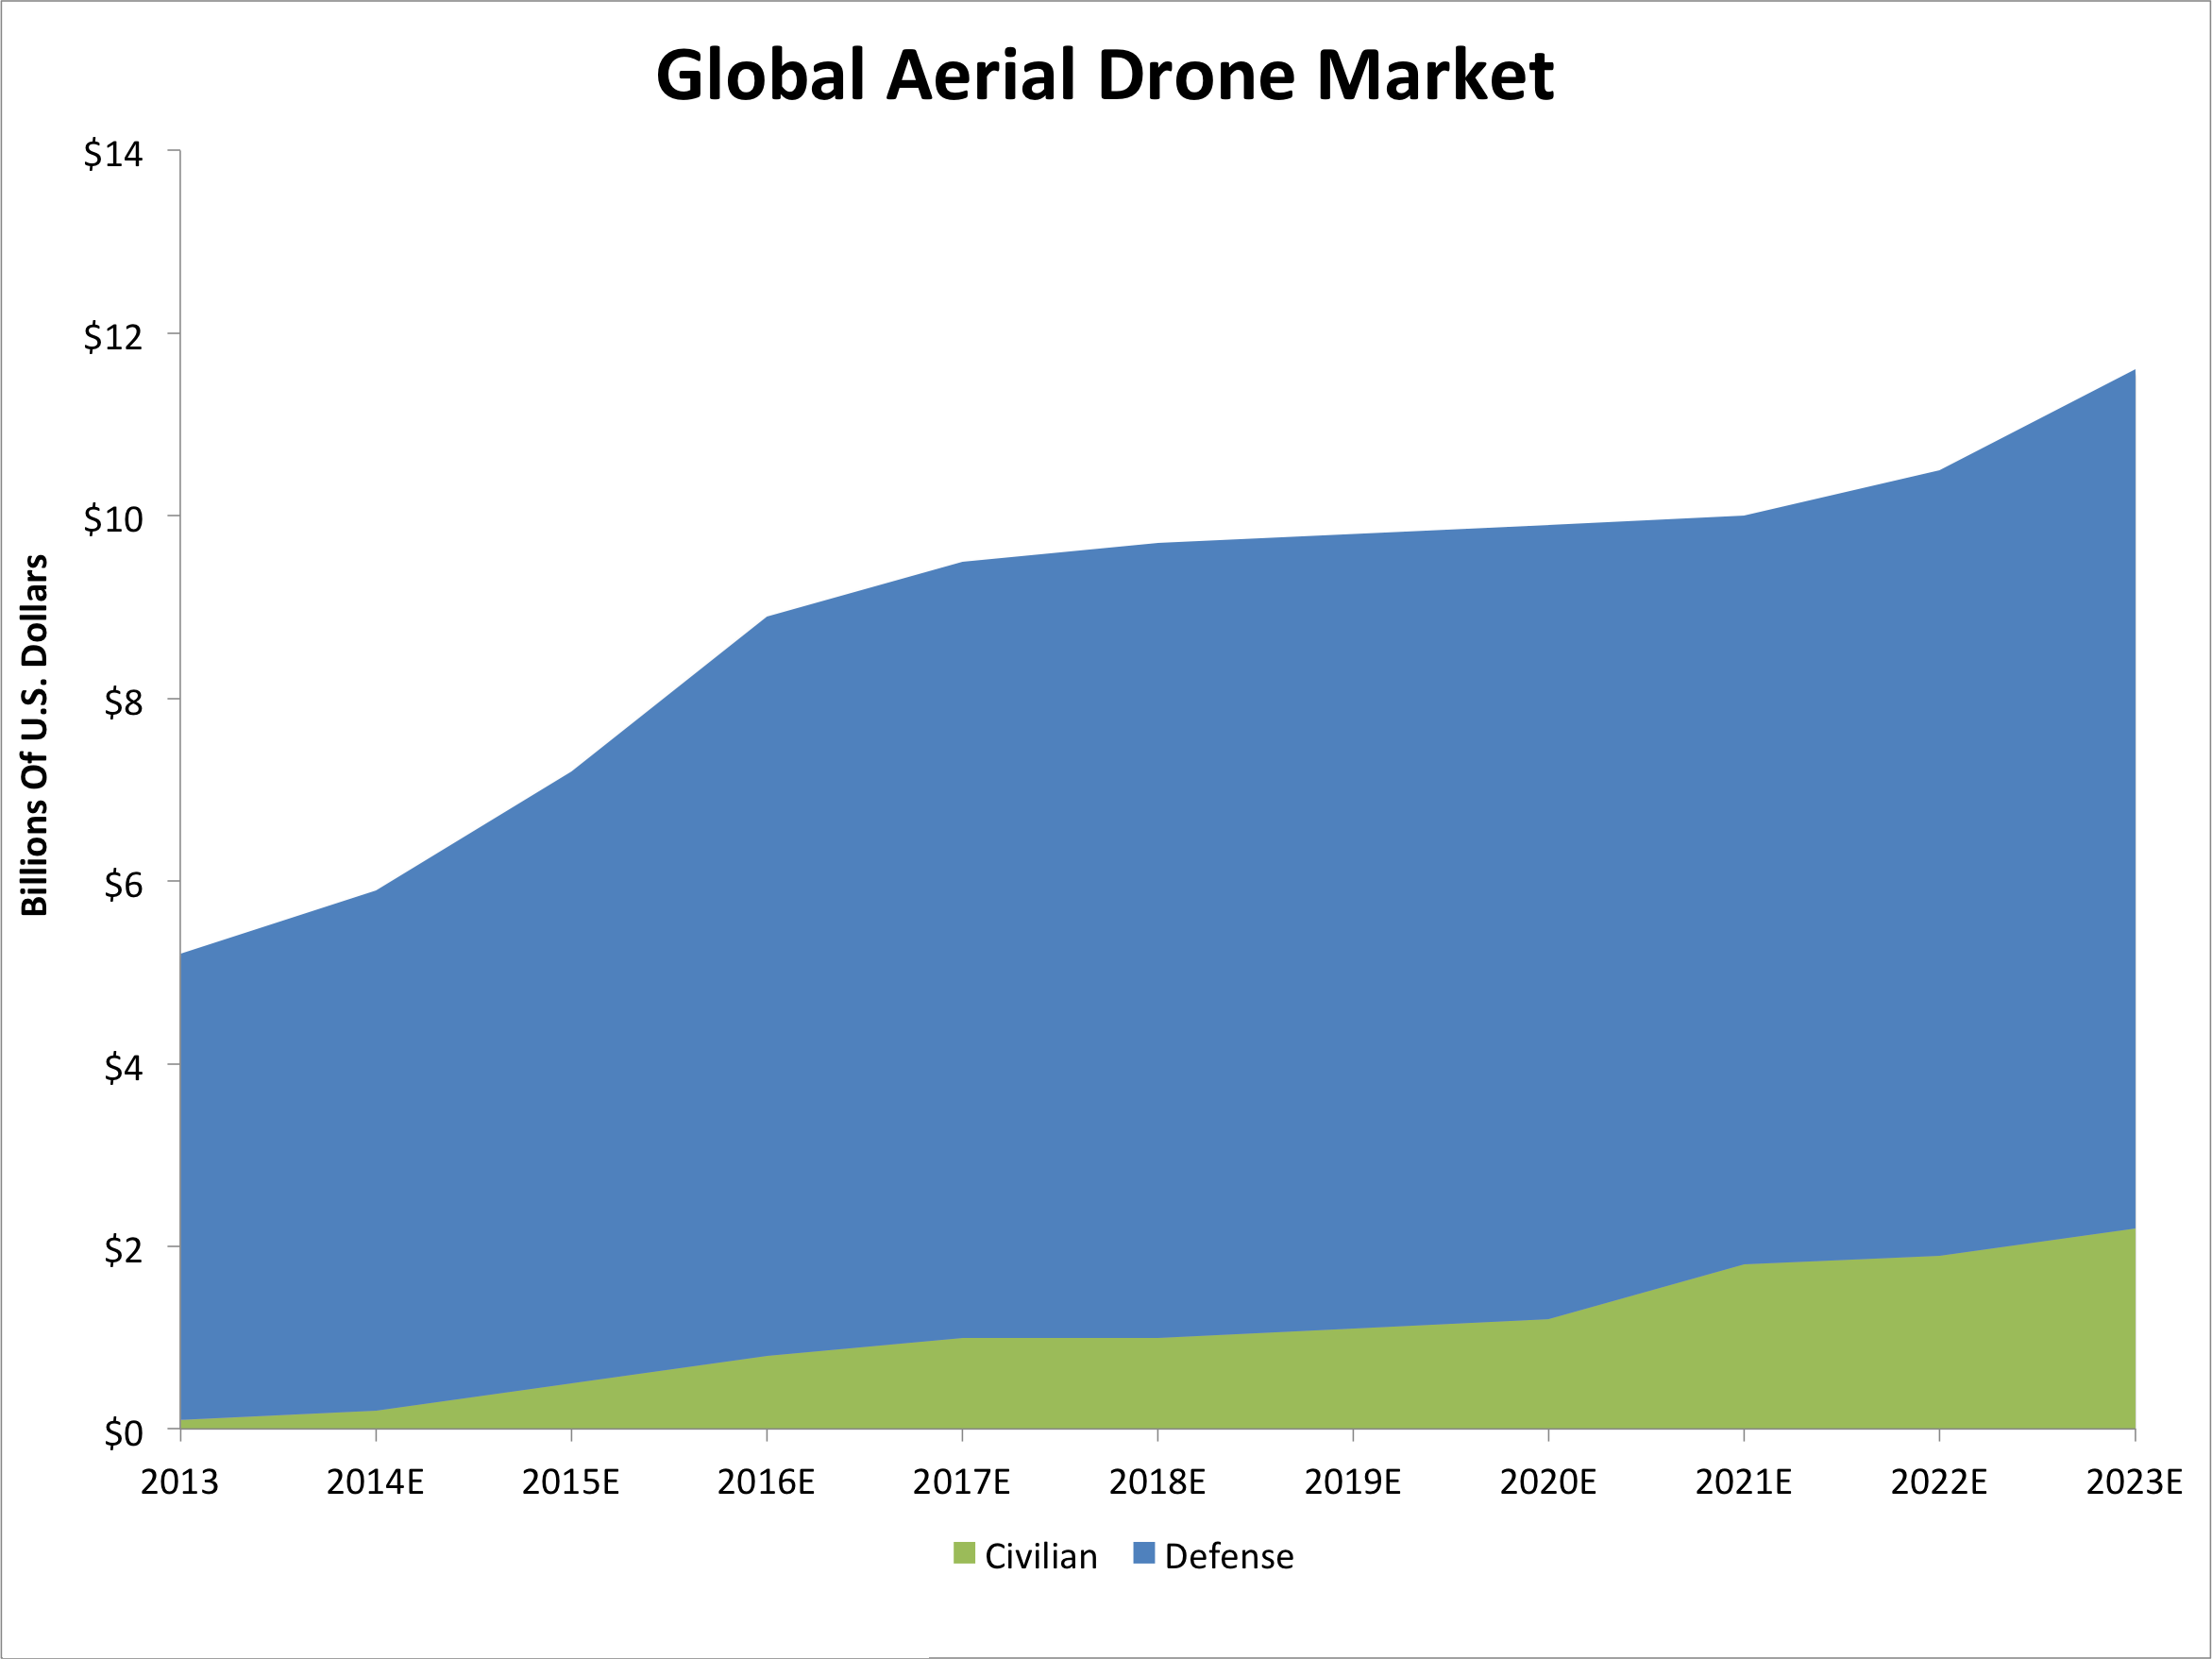 Global Aerial Drone Market
$14
$12
$10
$8
$6
$4
$2
$0
Billions Of U.S. Dollars
2013 2014E 2015E 2016E 2017E 2018E 2019E 2020E 2021E 2022E 2023E
Civilian Defense